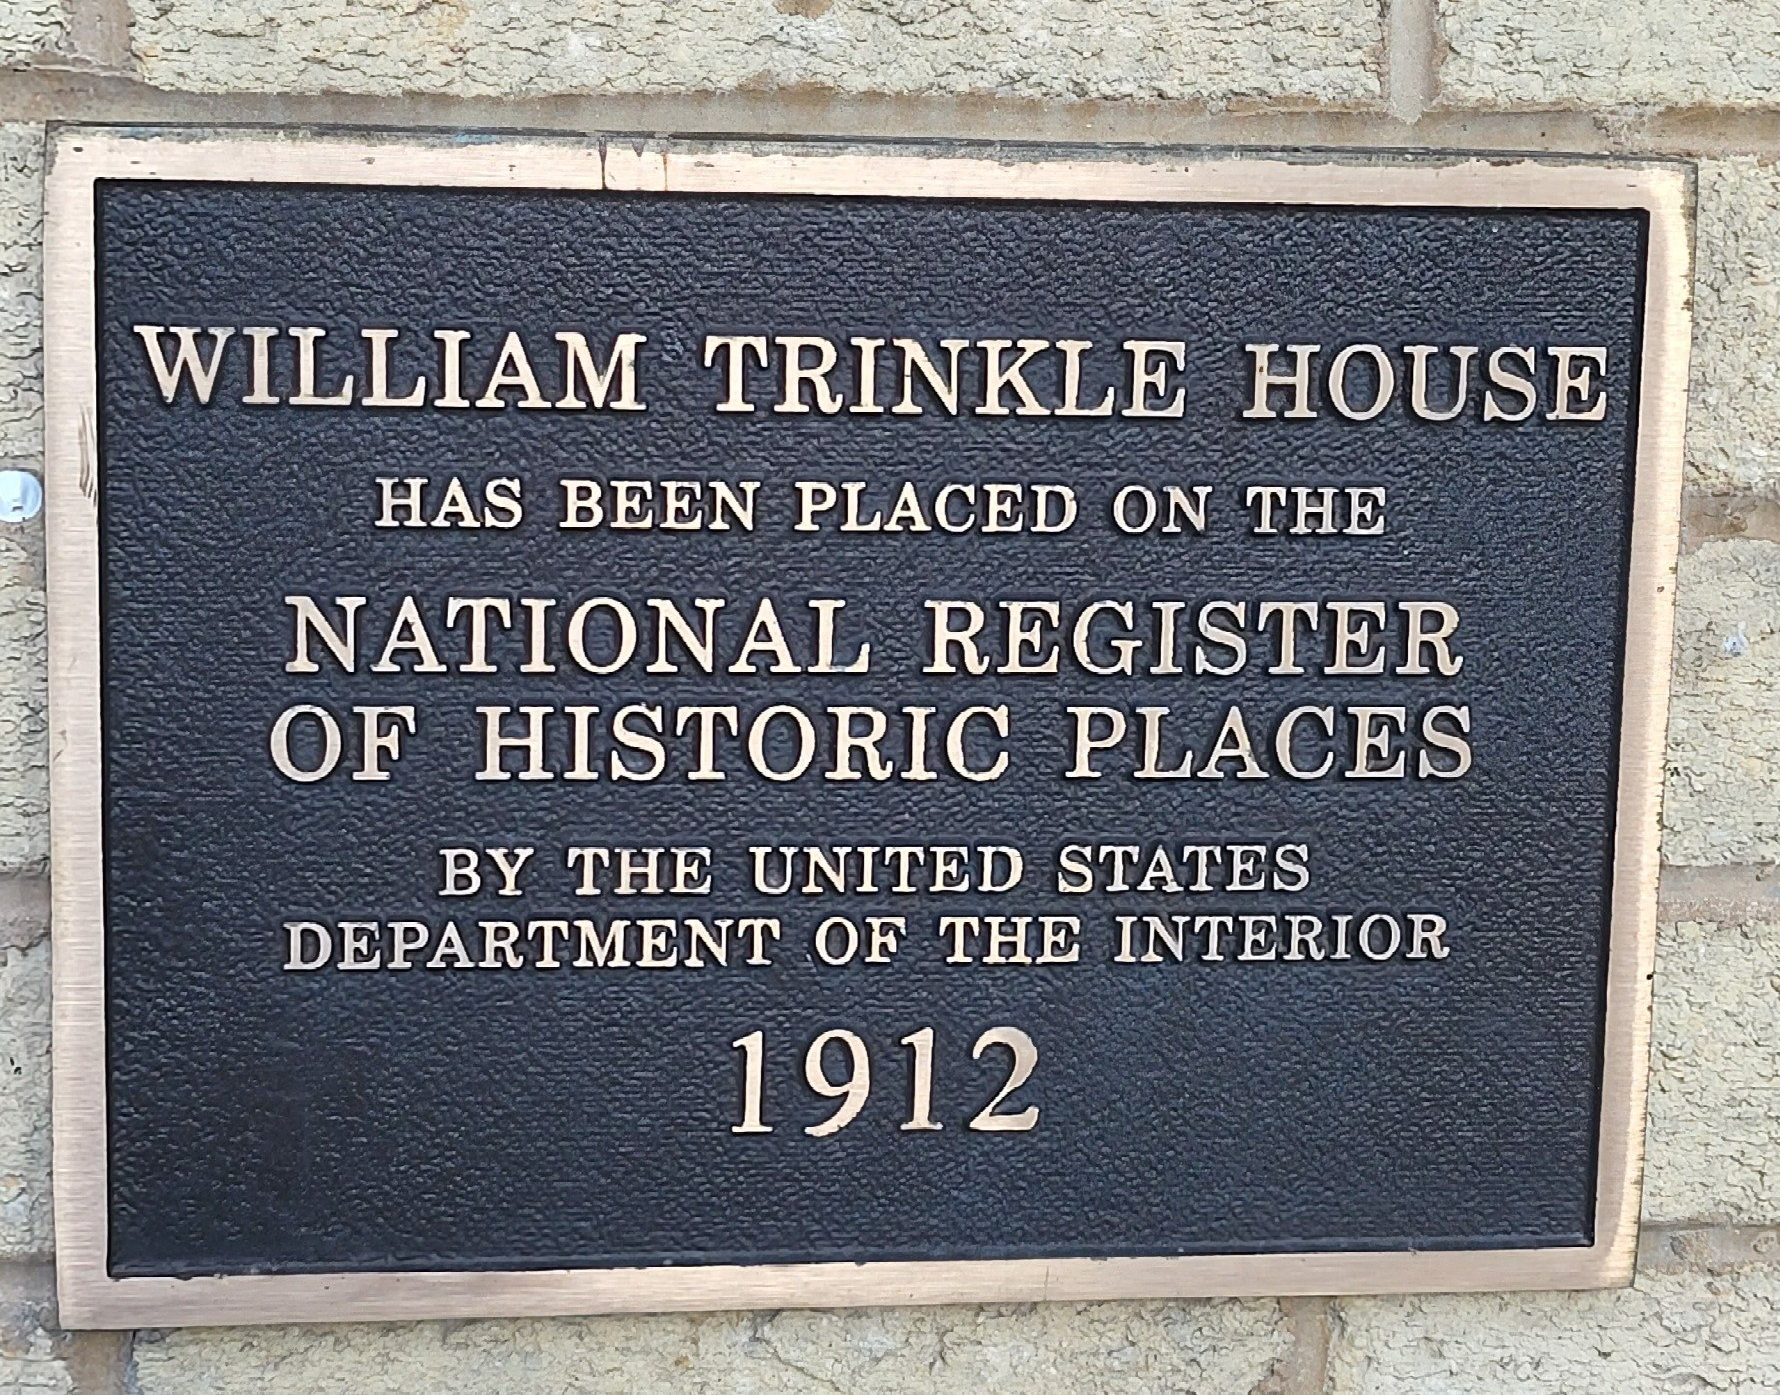 WILLIAM TRINKLE HOUSE
HAS BEEN PLACED ON THE
NATIONAL REGISTER
OF HISTORIC PLACES
BY THE UNITED STATES
DEPARTMENT OF THE INTERIOR
1912